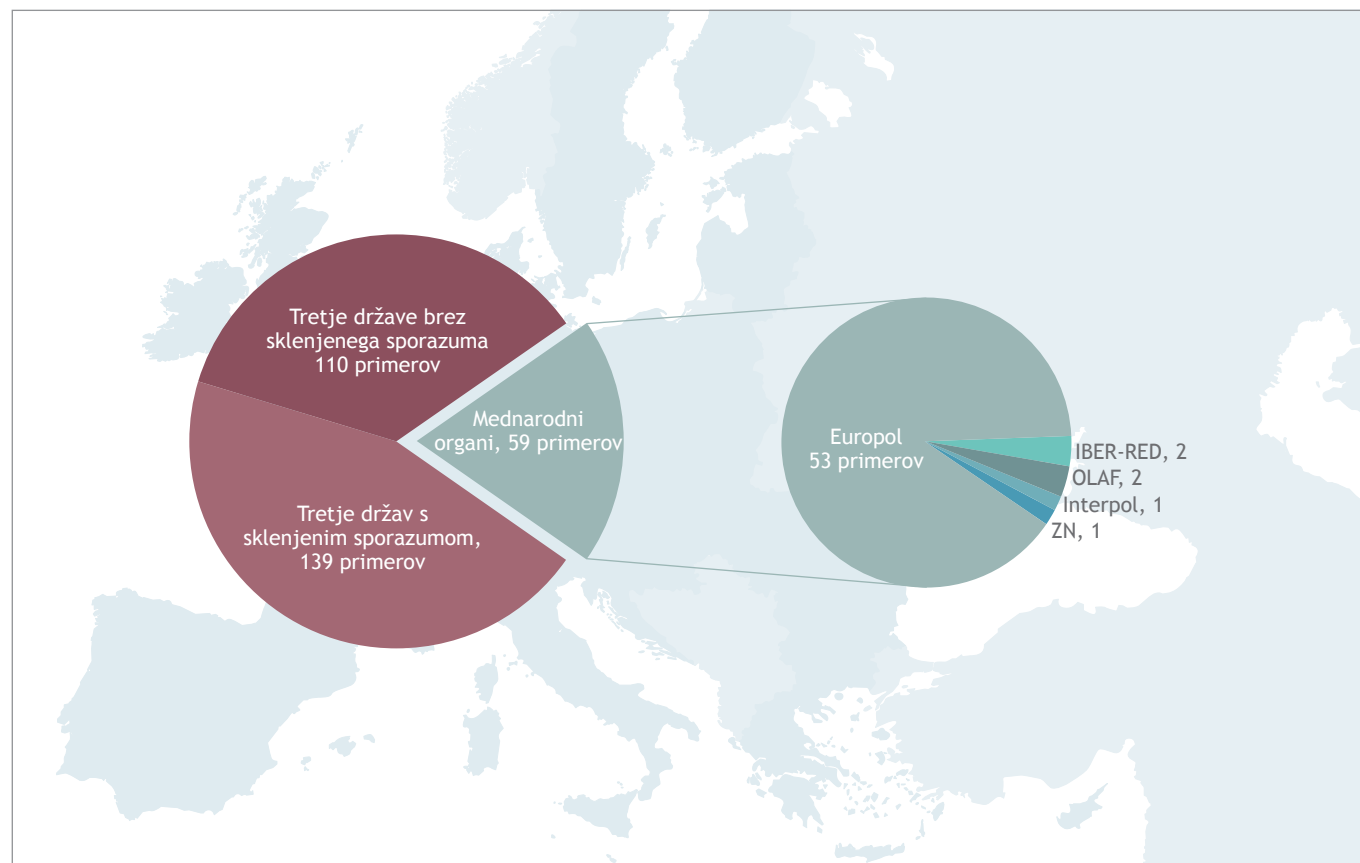 Tretje države brez
sklenjenega sporazuma
110 primerov
Mednarodni
organi, 59 primerov
Tretje držav s
sklenjenim sporazumom,
139 primerov
Europol
53 primerov
IBER-RED, 2
OLAF, 2
Interpol, 1
ZN, 1